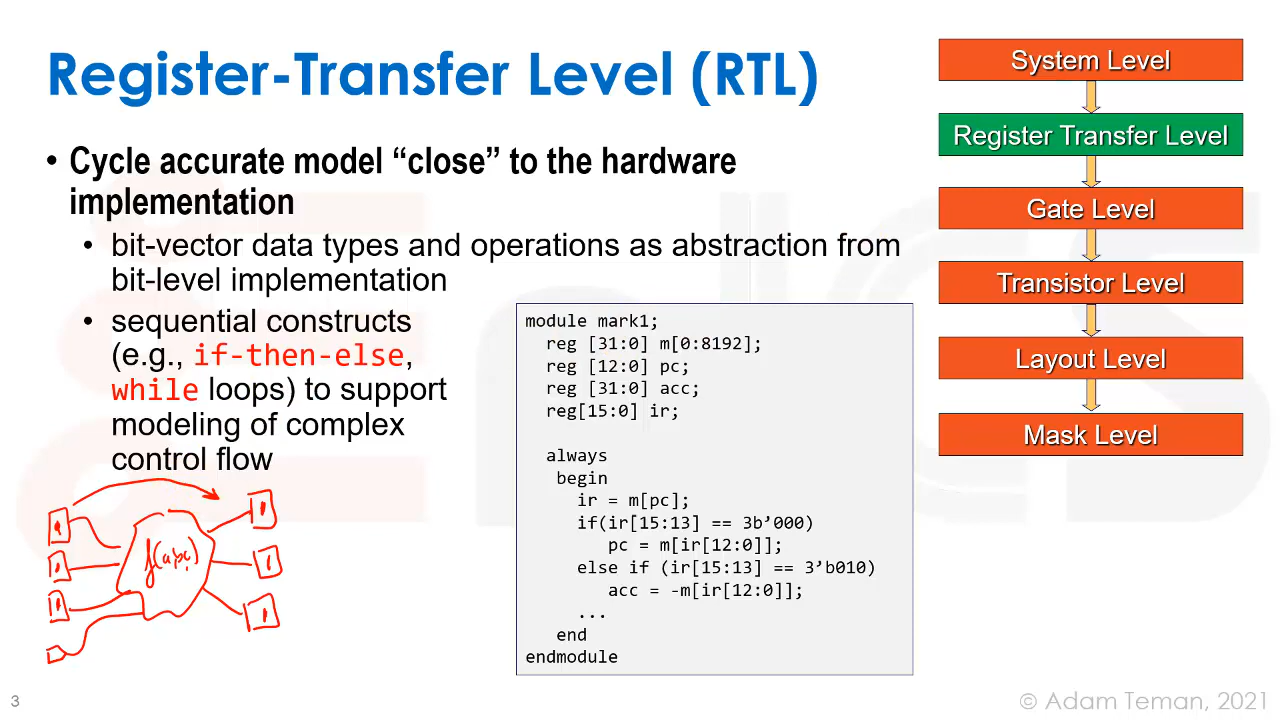 Register-Transfer Level (RTL)
• Cycle accurate model “close” to the hardware
implementation
• bit-vector data types and operations as abstraction from
bit-level implementation
• sequential constructs
(e.g., if-then-else,
while loops) to support
modeling of complex
control flow
f(abc)
module mark1;
reg [31:0] m[0:8192];
reg [12:0] pc;
reg [31:0] acc;
reg[15:0] ir;
always
begin
ir = m[pc];
if(ir[15:13] == 3b’000)
pc = m[ir[12:0]];
else if (ir[15:13] == 3’b010)
acc = -m[ir[12:0]];
...
end
endmodule
System Level
Register Transfer Level
Gate Level
Transistor Level
Layout Level
Mask Level
3
© Adam Teman, 2021